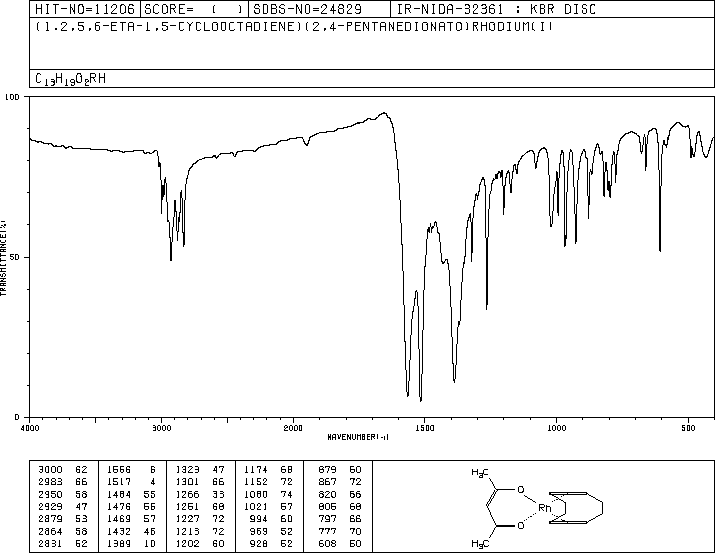 HIT-NO=11206 SCORE= ( ) SDBS-NO=24829 IR-NIDA-32361 : KBR DISC
(1,2,5,6-ETA-1,5-CYCLOOCTADIENE)(2,4-PENTANEDIONATO)RHODIUM(I)
C13H19O2RH
100
50
0
TRANSMITTANCE(%)
4000 3000 2000 1500 1000 500
WAVENUMBER(-1)
3000 62 1566 6 1323 47 1174 68 879 60
2983 66 1517 4 1301 66 1152 72 867 72
2950 58 1484 55 1266 33 1080 74 820 66
2929 47 1476 56 1251 68 1021 57 805 68
2879 53 1469 57 1227 72 994 60 797 66
2864 58 1432 46 1213 72 969 52 777 70
2831 52 1389 10 1202 60 928 52 608 50
H3C
O
Rh
O
H3C